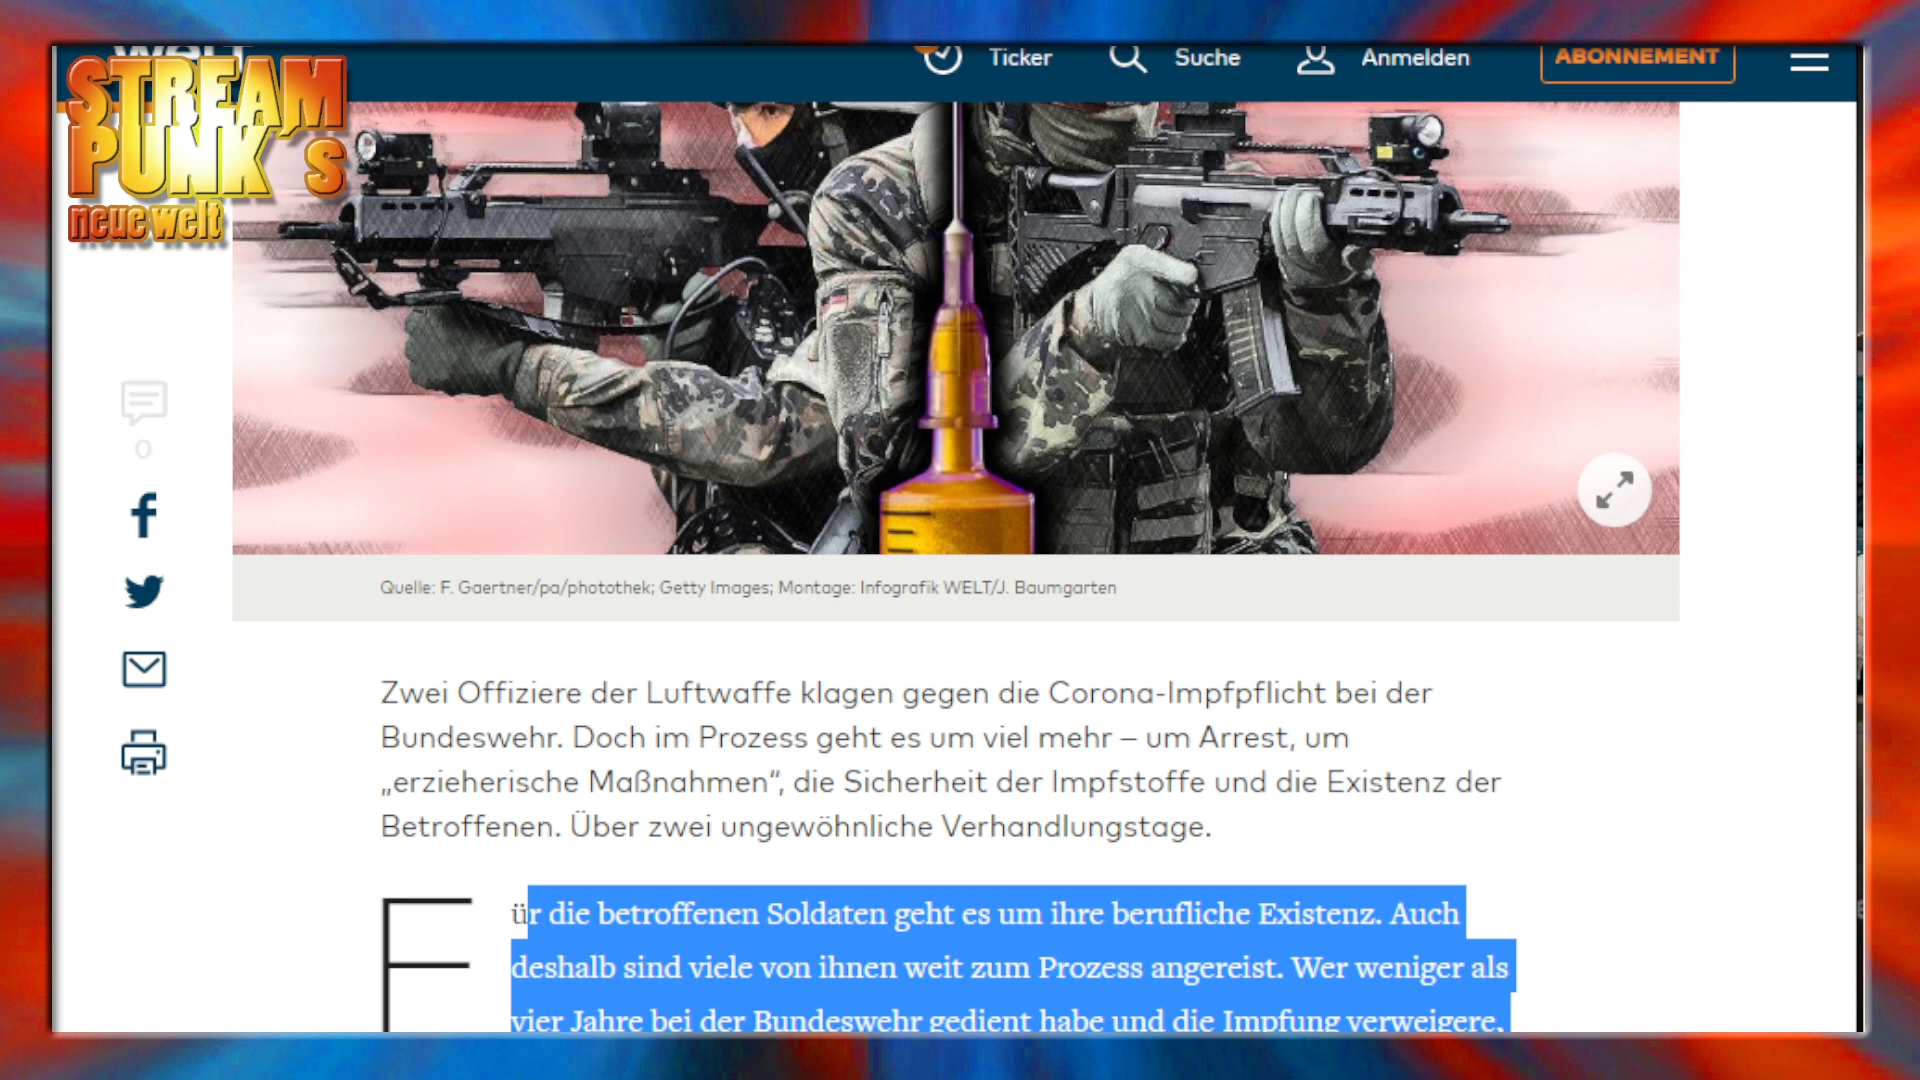 welt
Ticker
Suche
Anmelden
ABONNEMENT
STREAM
PUNK´s
neue welt
0
Quelle: F. Gaertner/pa/photothek; Getty Images; Montage: Infografik WELT/J. Baumgarten
Zwei Offiziere der Luftwaffe klagen gegen die Corona-Impfpflicht bei der
Bundeswehr. Doch im Prozess geht es um viel mehr – um Arrest, um
„erzieherische Maßnahmen“, die Sicherheit der Impfstoffe und die Existenz der
Betroffenen. Über zwei ungewöhnliche Verhandlungstage.
Für die betroffenen Soldaten geht es um ihre berufliche Existenz. Auch
deshalb sind viele von ihnen weit zum Prozess angereist. Wer weniger als
vier Jahre bei der Bundeswehr gedient habe und die Impfung verweigere,